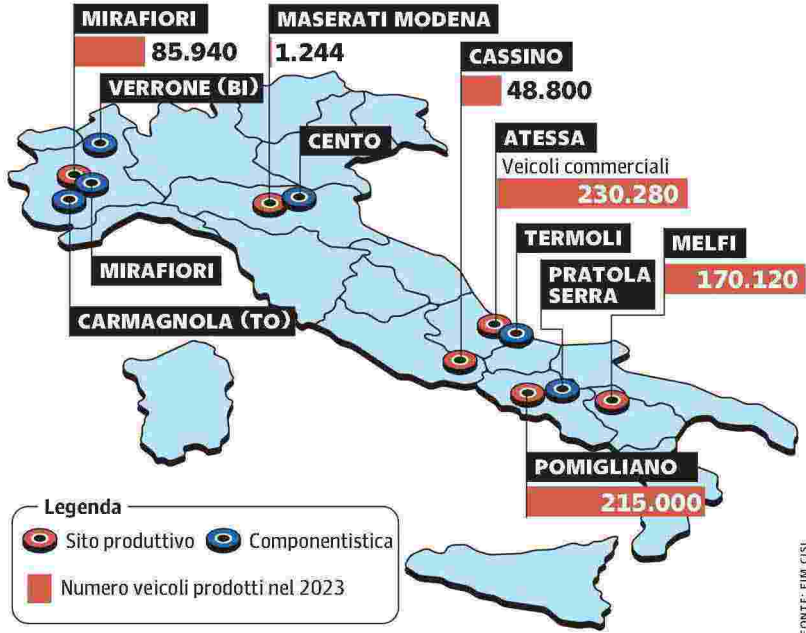 MIRAFIORI
85.940
MASERATI MODENA
1.244
CASSINO
48.800
VERRONE (BI)
CENTO
ATESSA
Veicoli commerciali
230.280
TERMOLI
MELFI
170.120
PRATOLA
SERRA
MIRAFIORI
CARMAGNOLA (TO)
POMIGLIANO
215.000
Legenda
Sito produttivo
Componentistica
Numero veicoli prodotti nel 2023
FONTE: FIM CISL